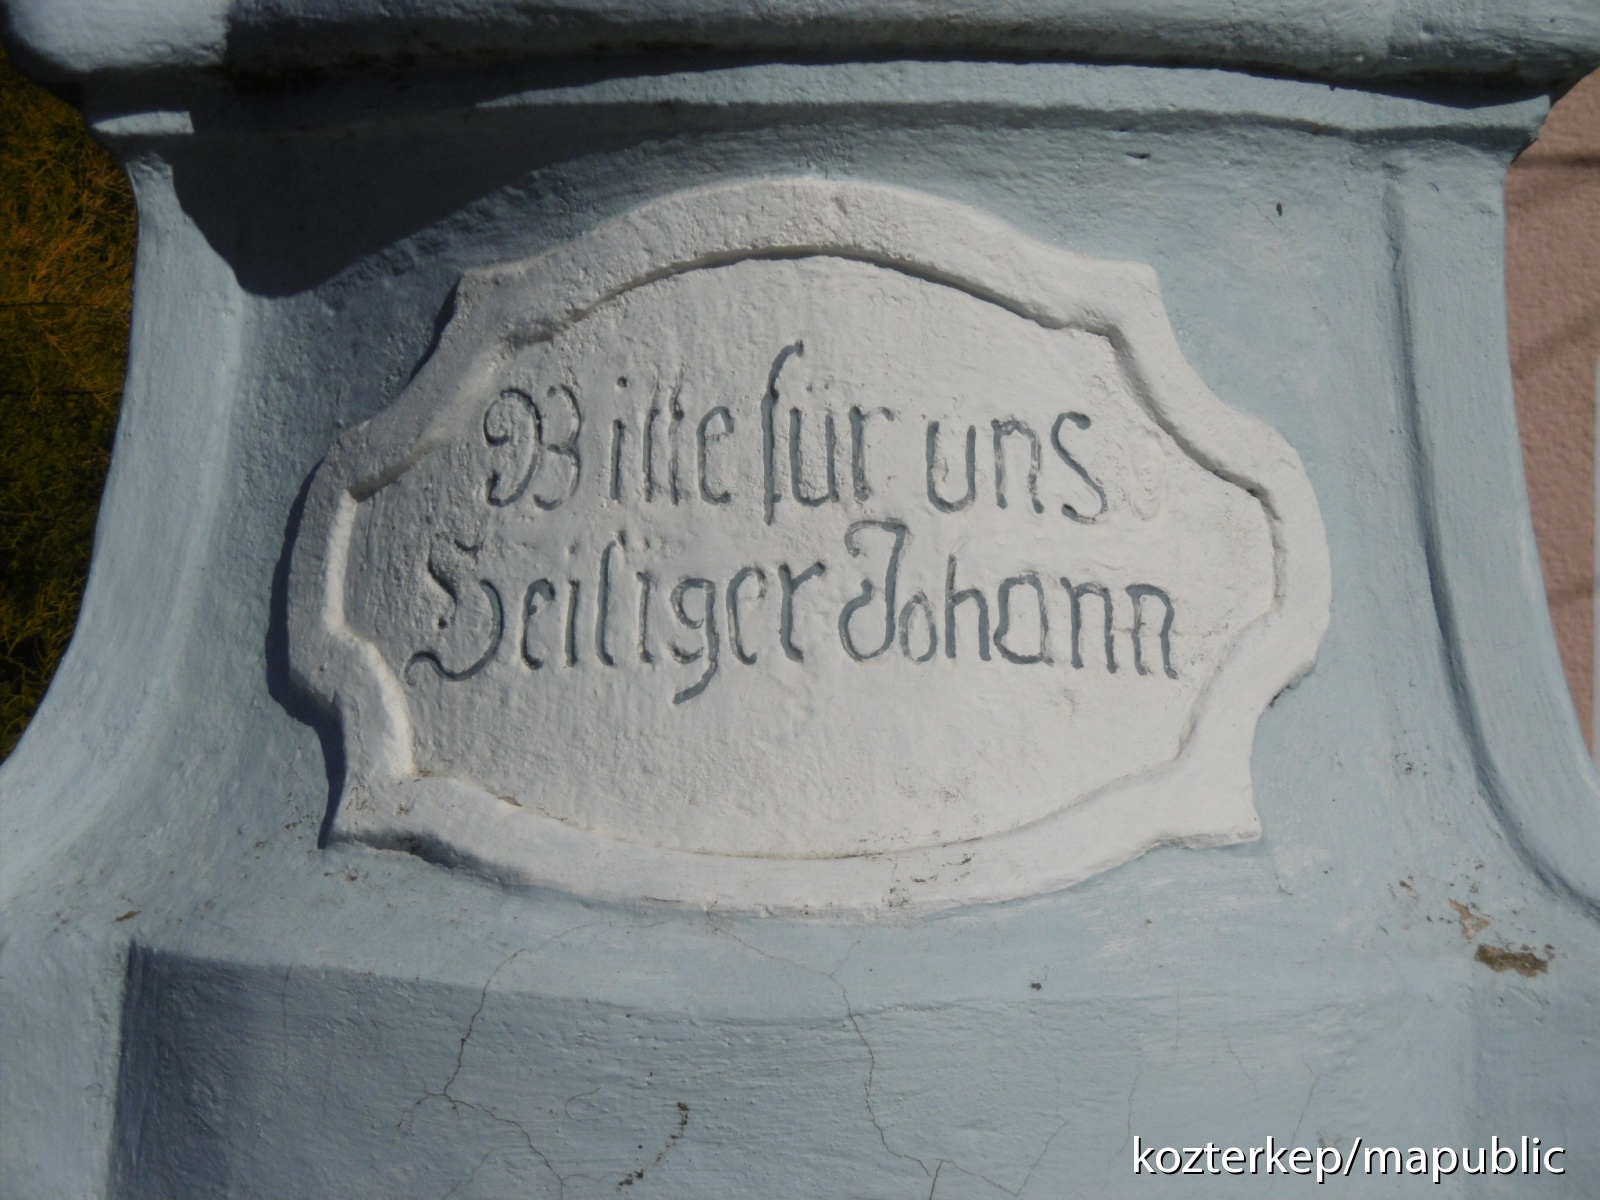 Bitte für uns
Heiliger Johann
kozterkep/mapublic